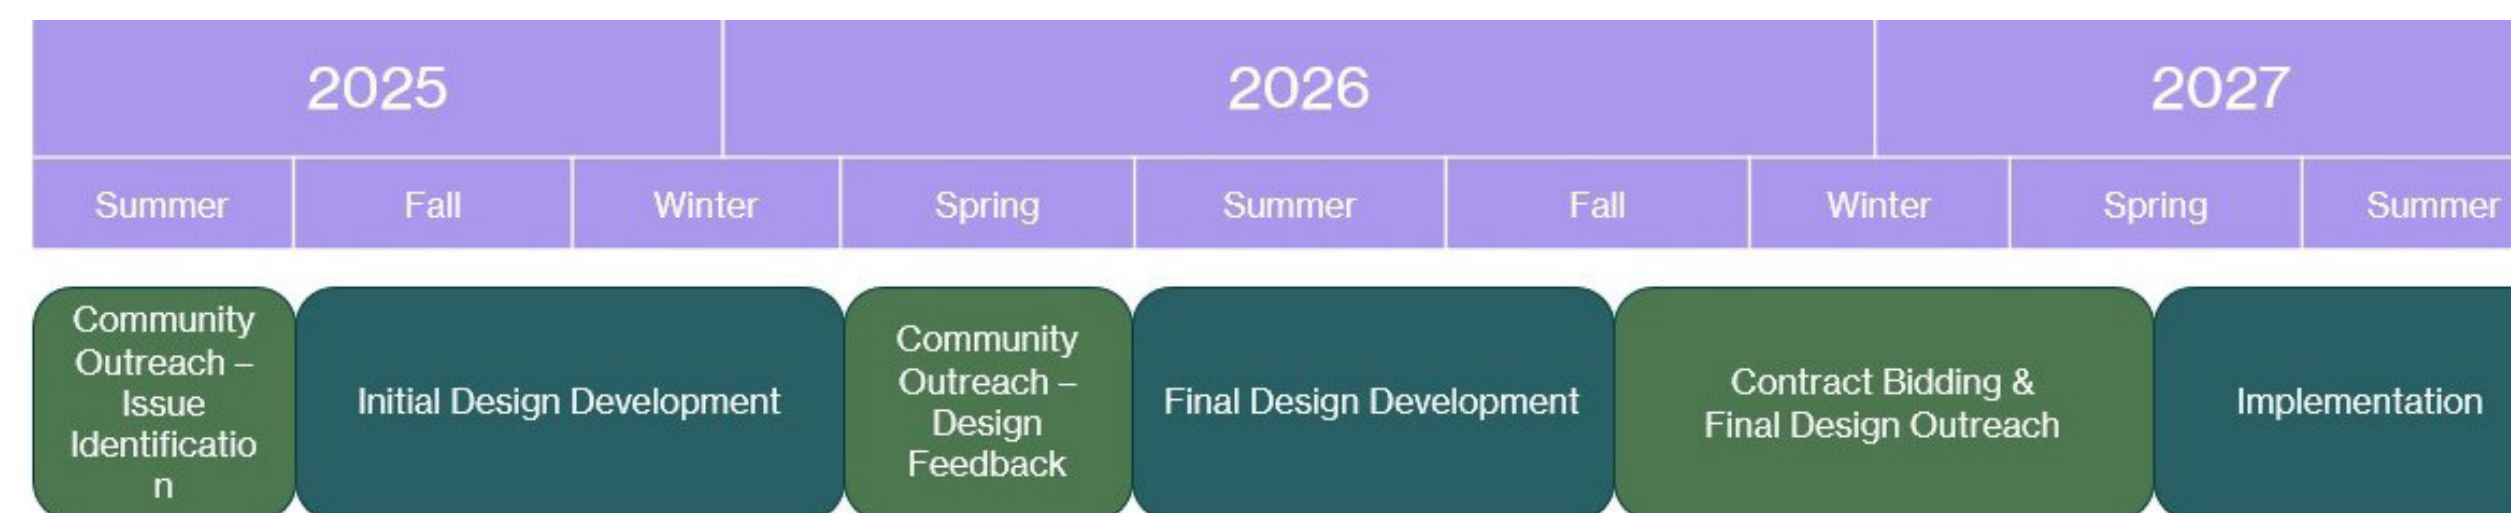 2025 2026 2027
Summer Fall Winter Spring Summer Fall Winter Spring Summer
Community
Outreach –
Issue
Identificatio
n
Initial Design Development
Community
Outreach –
Design
Feedback
Final Design Development
Contract Bidding &
Final Design Outreach
Implementation